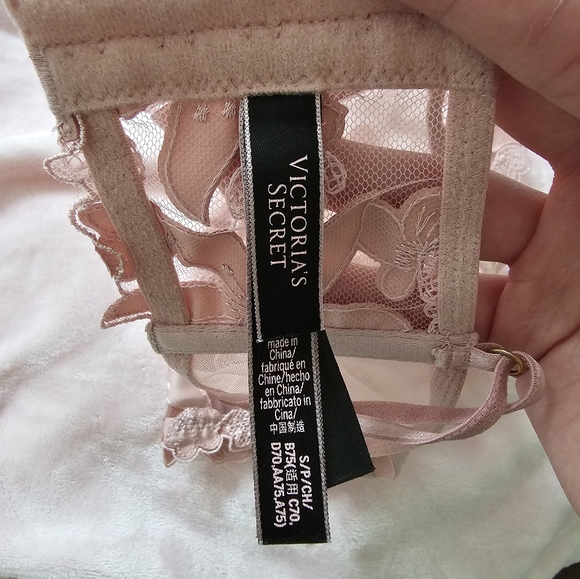 VICTORIA'S
SECRET
made in
China/
fabriqué en
Chine/hecho
en China/
fabbricato in
Cina/
中国制造
S/P/CH/
B75(适用 C70,
D70,AA75,A75)